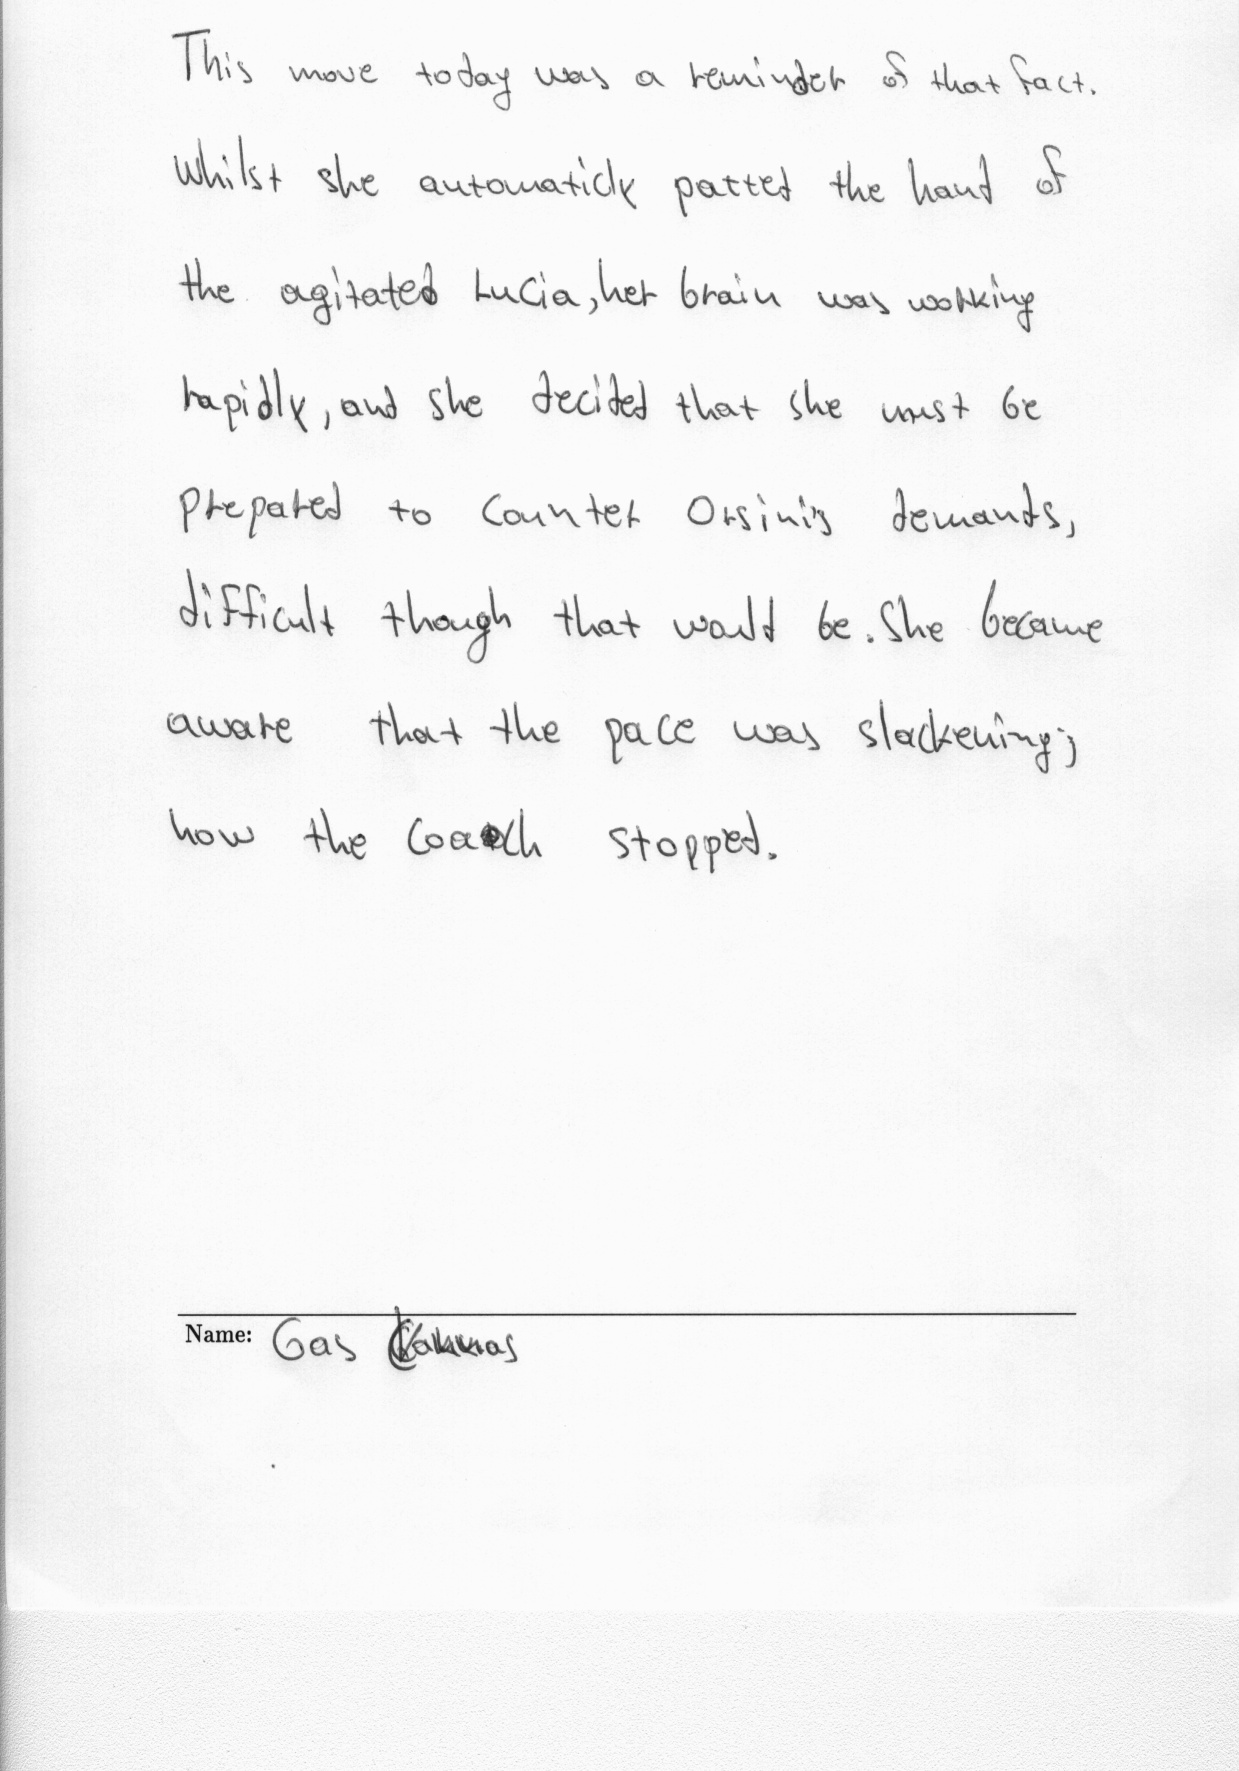 This move today was a reminder of that fact.
Whilst she automaticly patted the hand of
the agitated Lucia, her brain was working
rapidly, and she decided that she must be
prepared to counter Orsini's demands,
difficult though that would be. She became
aware that the pace was slackening;
how the coach stopped.
Name: Gas